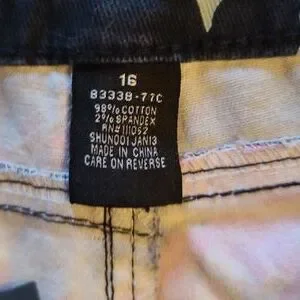 16
83338-77C
98% COTTON
2% SPANDEX
RN# 111052
SHUN001JAN13
MADE IN CHINA
CARE ON REVERSE